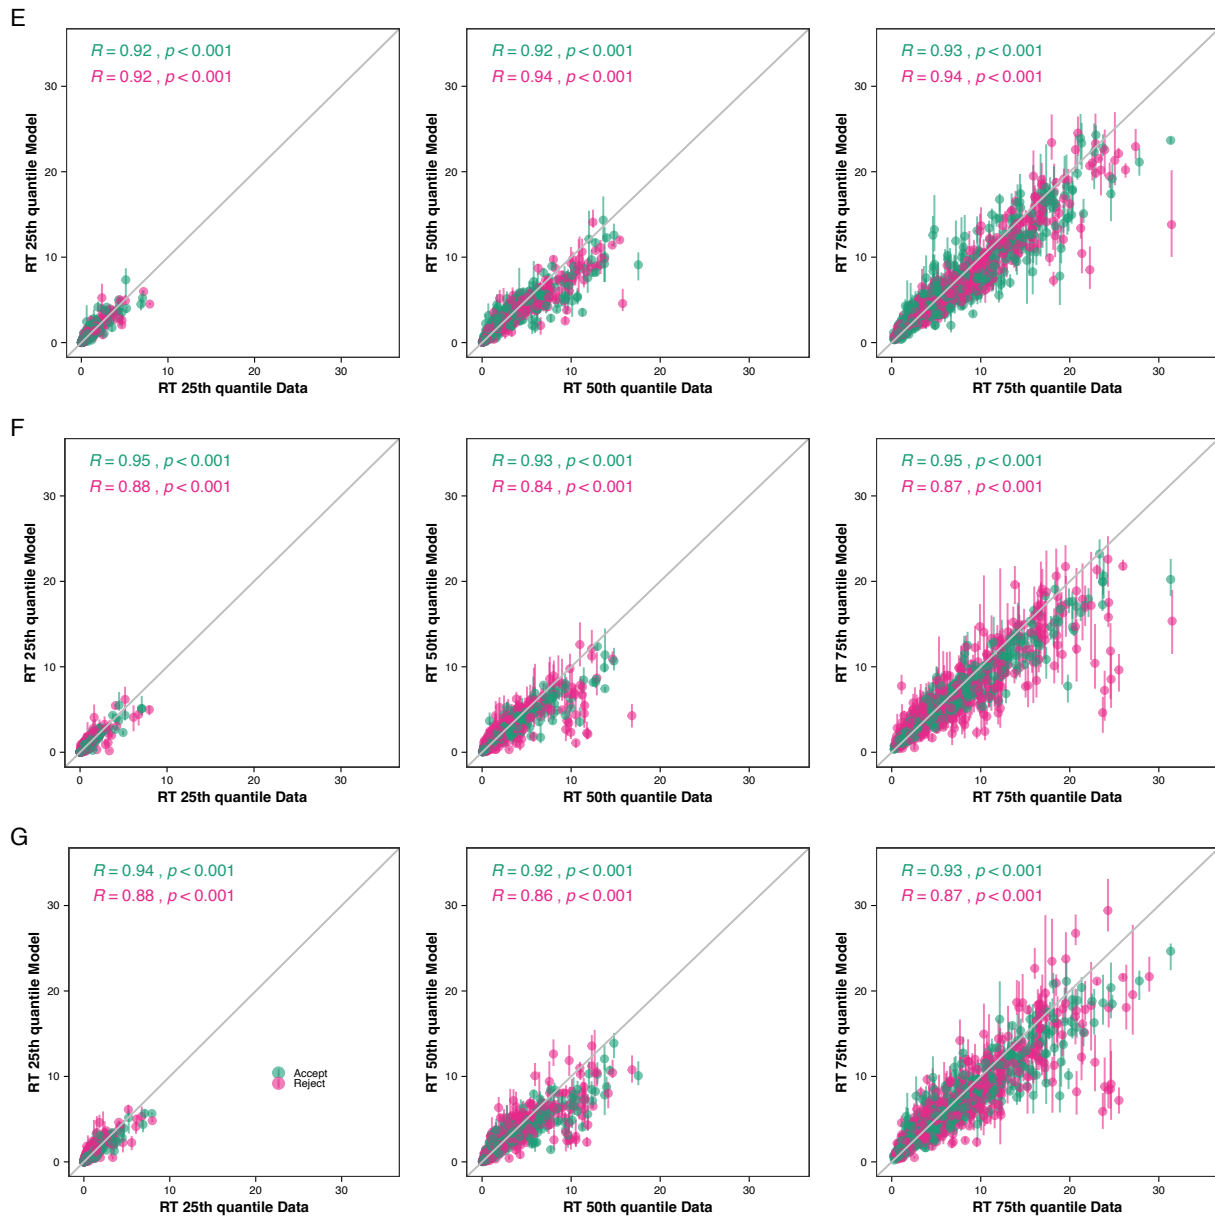 E
R = 0.92 , p < 0.001
R = 0.92 , p < 0.001
RT 25th quantile Model
30
20
10
0
0 10 20 30
RT 25th quantile Data
R = 0.92 , p < 0.001
R = 0.94 , p < 0.001
RT 50th quantile Model
30
20
10
0
0 10 20 30
RT 50th quantile Data
R = 0.93 , p < 0.001
R = 0.94 , p < 0.001
RT 75th quantile Model
30
20
10
0
0 10 20 30
RT 75th quantile Data
F
R = 0.95 , p < 0.001
R = 0.88 , p < 0.001
RT 25th quantile Model
30
20
10
0
0 10 20 30
RT 25th quantile Data
R = 0.93 , p < 0.001
R = 0.84 , p < 0.001
RT 50th quantile Model
30
20
10
0
0 10 20 30
RT 50th quantile Data
R = 0.95 , p < 0.001
R = 0.87 , p < 0.001
RT 75th quantile Model
30
20
10
0
0 10 20 30
RT 75th quantile Data
G
R = 0.94 , p < 0.001
R = 0.88 , p < 0.001
RT 25th quantile Model
30
20
10
0
Accept
Reject
0 10 20 30
RT 25th quantile Data
R = 0.92 , p < 0.001
R = 0.86 , p < 0.001
RT 50th quantile Model
30
20
10
0
0 10 20 30
RT 50th quantile Data
R = 0.93 , p < 0.001
R = 0.87 , p < 0.001
RT 75th quantile Model
30
20
10
0
0 10 20 30
RT 75th quantile Data